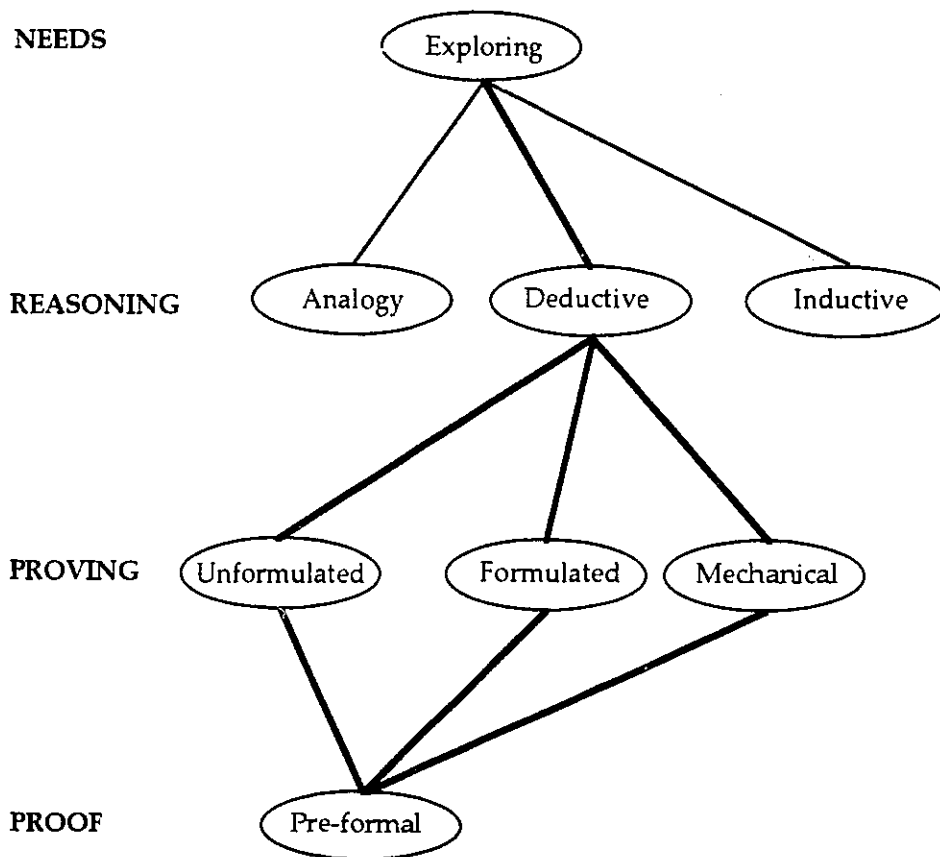 NEEDS
Exploring
REASONING
Analogy
Deductive
Inductive
PROVING
Unformulated
Formulated
Mechanical
PROOF
Pre-formal